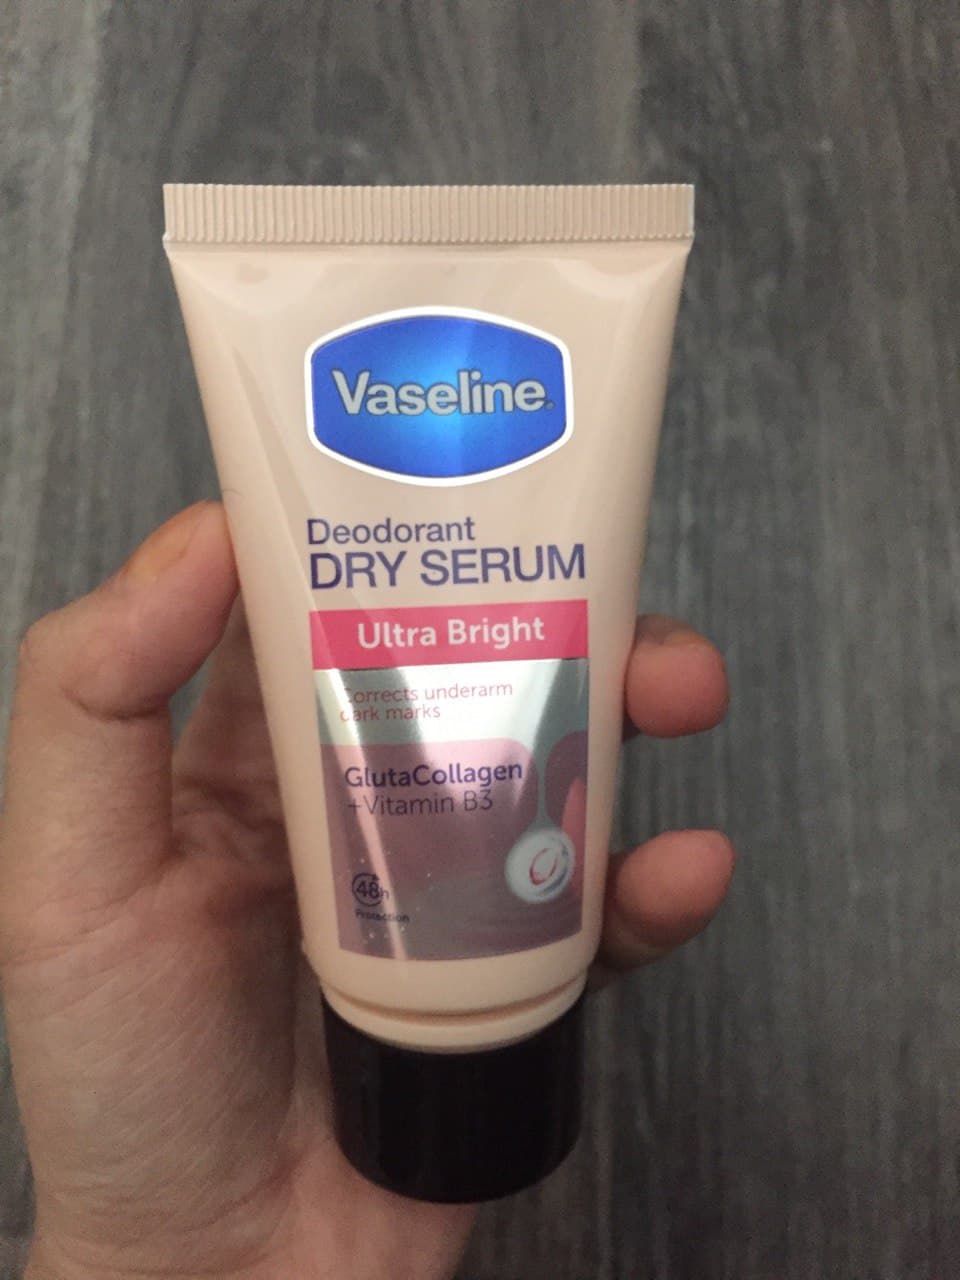 Vaseline®
Deodorant
DRY SERUM
Ultra Bright
Corrects underarm
dark marks
GlutaCollagen
+Vitamin B3
48h
Protection